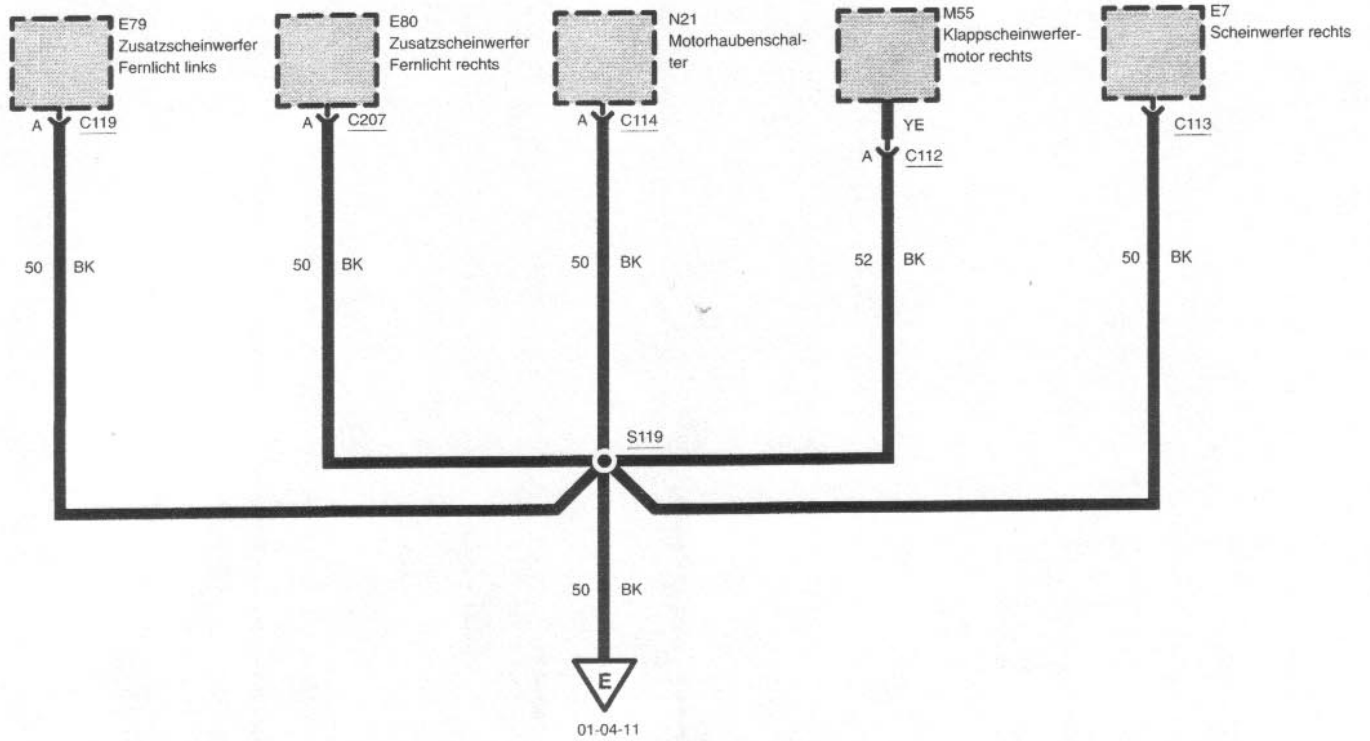 E79
Zusatzscheinwerfer
Fernlicht links
E80
Zusatzscheinwerfer
Fernlicht rechts
N21
Motorhaubenschal-
ter
M55
Klappscheinwerfer-
motor rechts
E7
Scheinwerfer rechts
A C119
A C207
A C114
YE
A C112
C113
50 BK
50 BK
50 BK
52 BK
50 BK
S119
50 BK
E
01-04-11